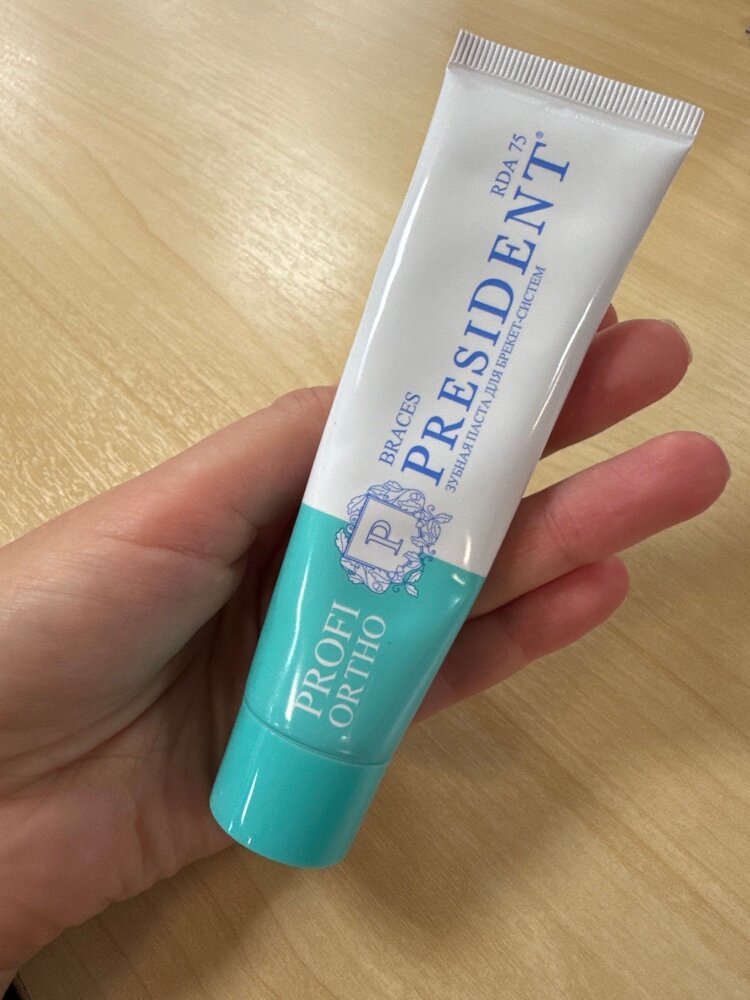 RDA 75
BRACES
PRESIDENT®
ЗУБНАЯ ПАСТА ДЛЯ БРЕКЕТ-СИСТЕМ
P
PROFI
ORTHO